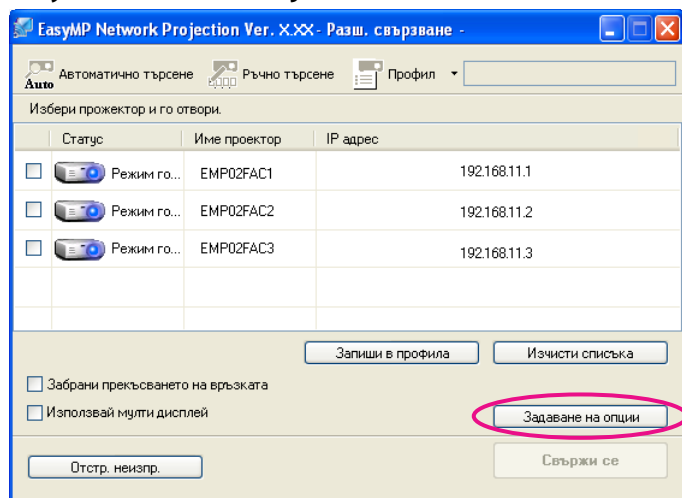 EasyMP Network Projection Ver. X.XX - Разш. свързване -
Auto Автоматично търсене Ръчно търсене Профил
Избери прожектор и го отвори.
Статус Име проектор IP адрес
Режим го... EMP02FAC1 192.168.11.1
Режим го... EMP02FAC2 192.168.11.2
Режим го... EMP02FAC3 192.168.11.3
Запиши в профила Изчисти списъка
Забрани прекъсването на връзката
Използвай мулти дисплей Задаване на опции
Отстр. неизпр. Свържи се